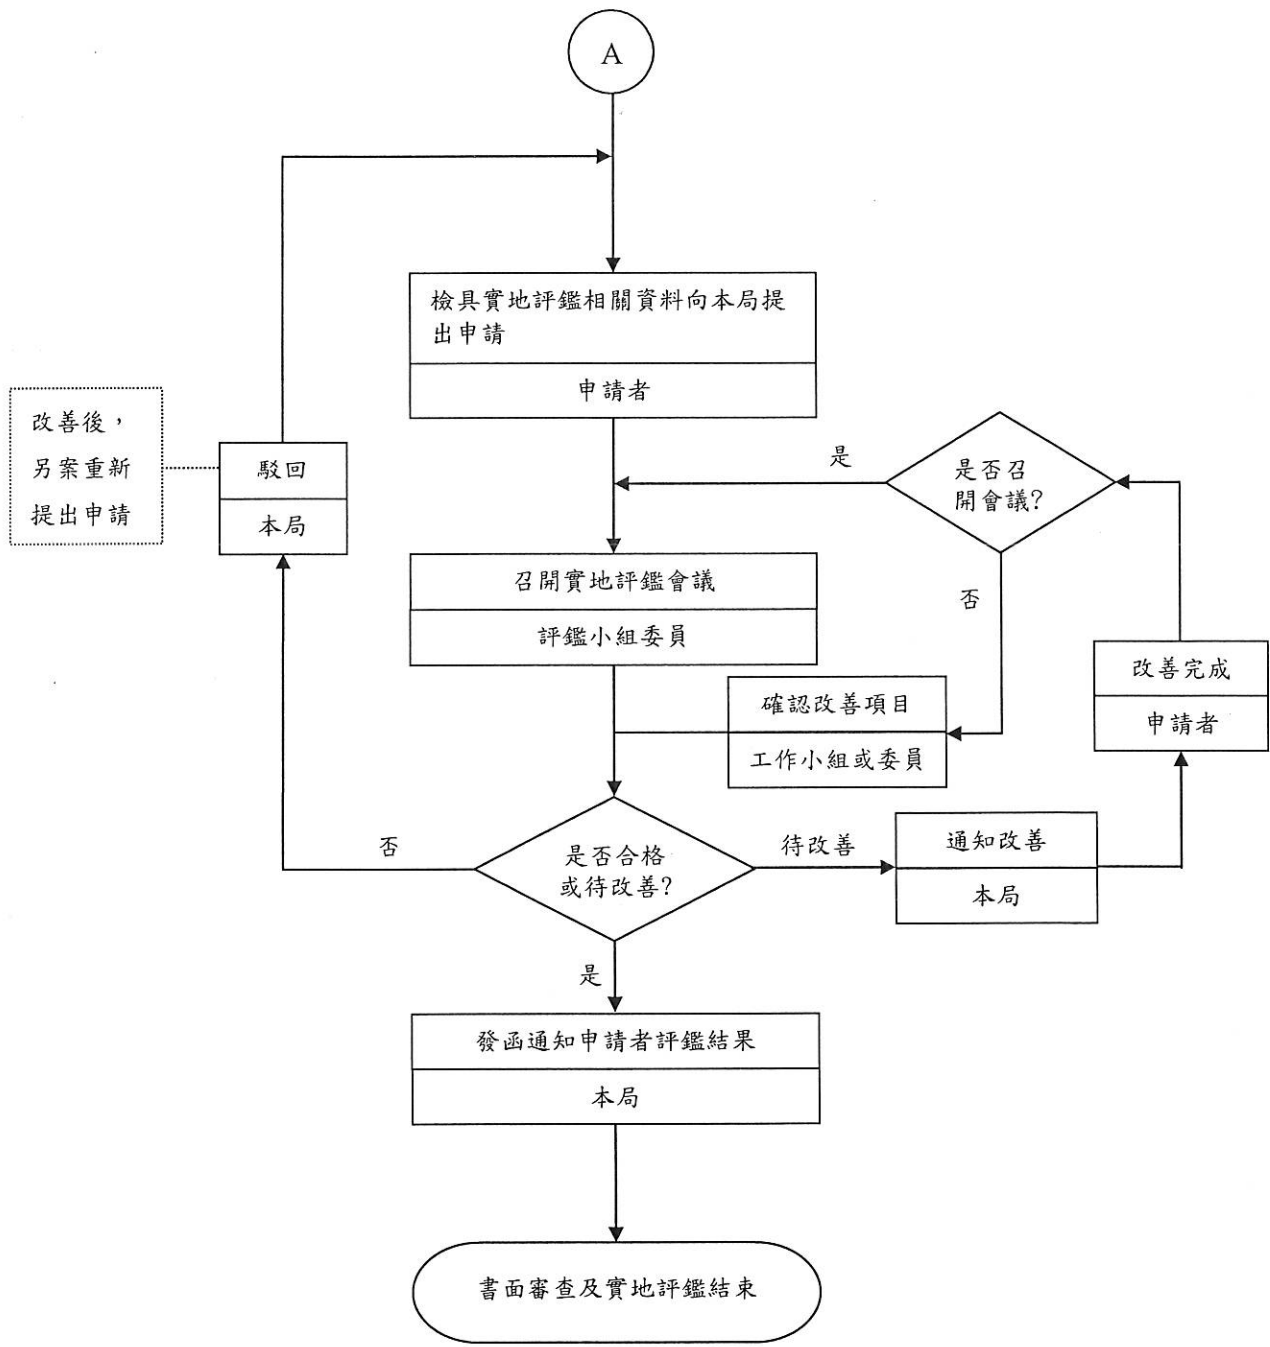 A
檢具實地評鑑相關資料向本局提
出申請
申請者
改善後，
另案重新
提出申請
駁回
本局
是
是否召
開會議?
否
召開實地評鑑會議
評鑑小組委員
確認改善項目
工作小組或委員
改善完成
申請者
否
是否合格
或待改善?
待改善
通知改善
本局
是
發函通知申請者評鑑結果
本局
書面審查及實地評鑑結束